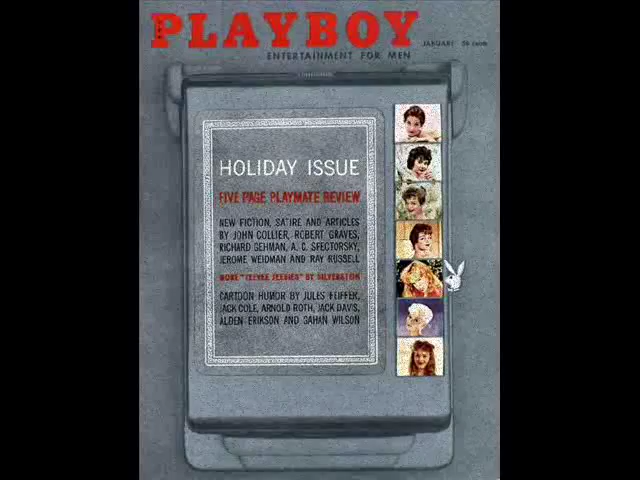 PLAYBOY
JANUARY 50 cents
ENTERTAINMENT FOR MEN
HOLIDAY ISSUE
FIVE PAGE PLAYMATE REVIEW
NEW FICTION, SATIRE AND ARTICLES
BY JOHN COLLIER, ROBERT GRAVES,
RICHARD GEHMAN, A. C. SPECTORSKY,
JEROME WEIDMAN AND RAY RUSSELL
MORE "TEEVEE JEEBIES" BY SILVERSTEIN
CARTOON HUMOR BY JULES FEIFFER,
JACK COLE, ARNOLD ROTH, JACK DAVIS,
ALDEN ERIKSON AND GAHAN WILSON